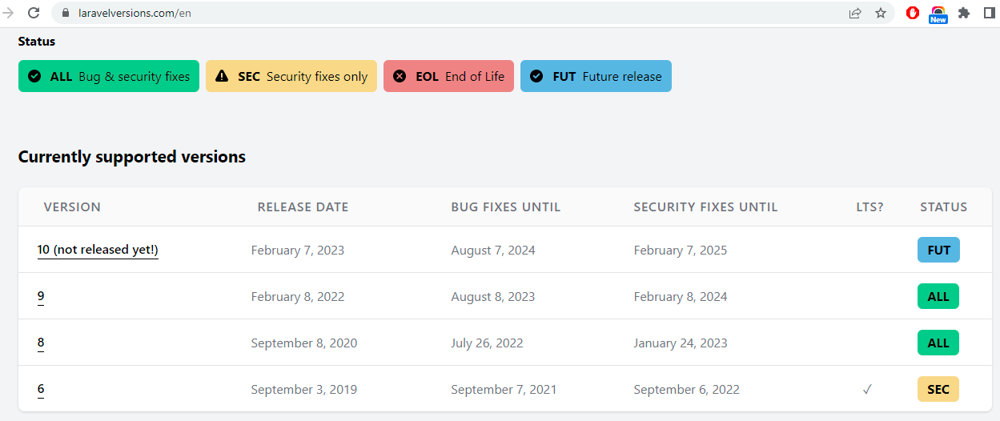 laravelversions.com/en
New
Status
ALL Bug & security fixes SEC Security fixes only EOL End of Life FUT Future release
Currently supported versions
VERSION RELEASE DATE BUG FIXES UNTIL SECURITY FIXES UNTIL LTS? STATUS
10 (not released yet!) February 7, 2023 August 7, 2024 February 7, 2025 FUT
9 February 8, 2022 August 8, 2023 February 8, 2024 ALL
8 September 8, 2020 July 26, 2022 January 24, 2023 ALL
6 September 3, 2019 September 7, 2021 September 6, 2022 ✓ SEC